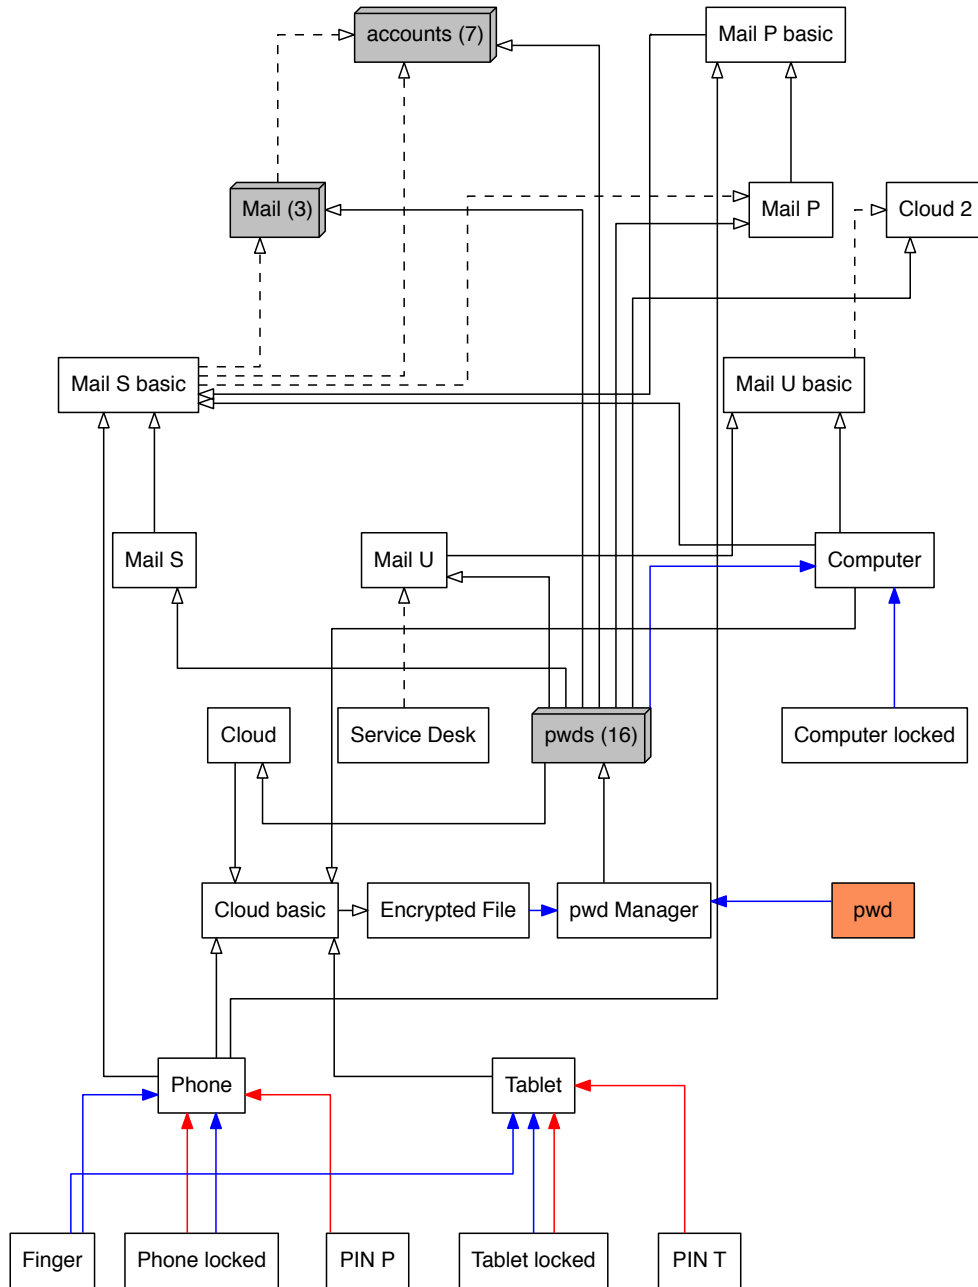 accounts (7)
Mail P basic
Mail (3)
Mail P
Cloud 2
Mail S basic
Mail U basic
Mail S
Mail U
Computer
Cloud
Service Desk
pwds (16)
Computer locked
Cloud basic
Encrypted File
pwd Manager
pwd
Phone
Tablet
Finger
Phone locked
PIN P
Tablet locked
PIN T